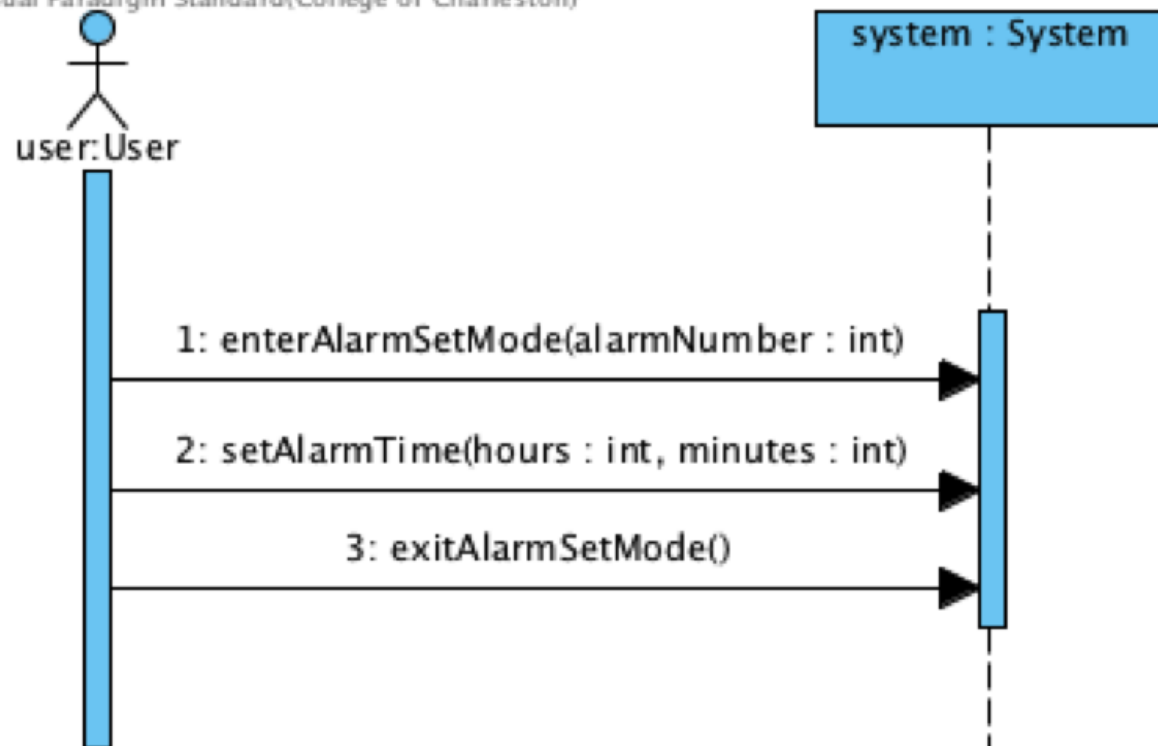 system : System
user:User
1: enterAlarmSetMode(alarmNumber : int)
2: setAlarmTime(hours : int, minutes : int)
3: exitAlarmSetMode()